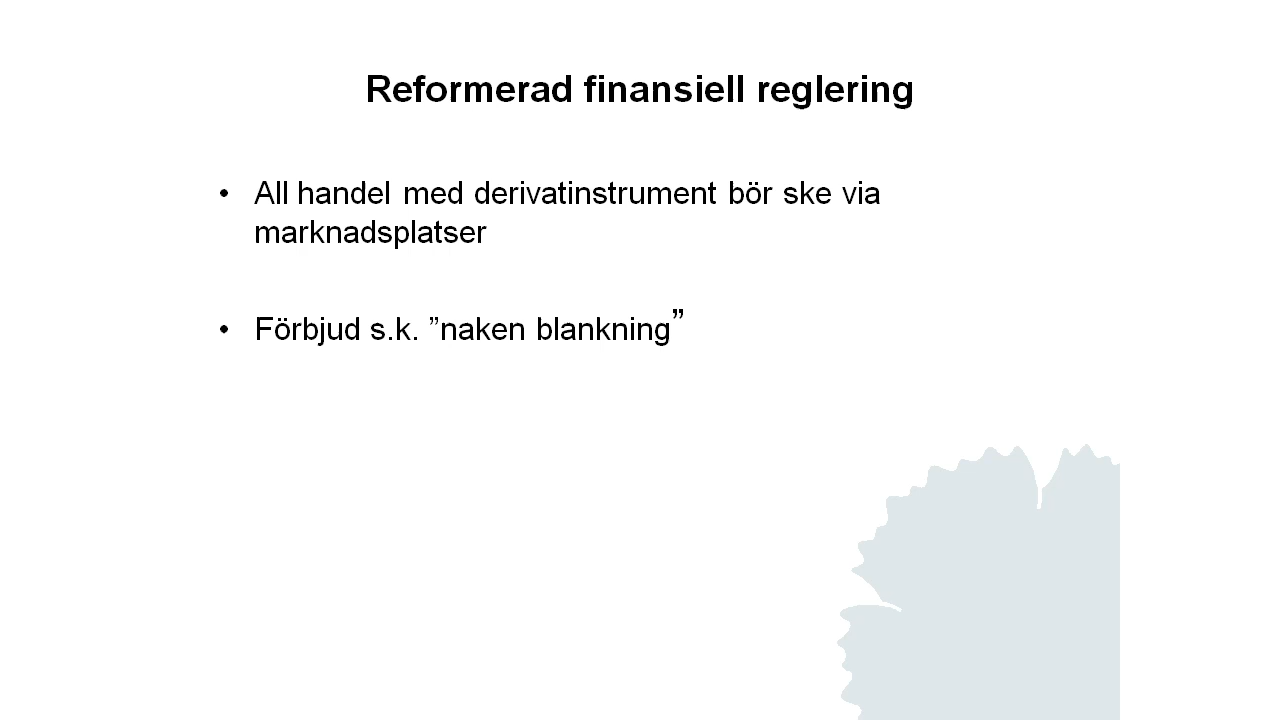 Reformerad finansiell reglering
• All handel med derivatinstrument bör ske via
marknadsplatser
• Förbjud s.k. ”naken blankning”